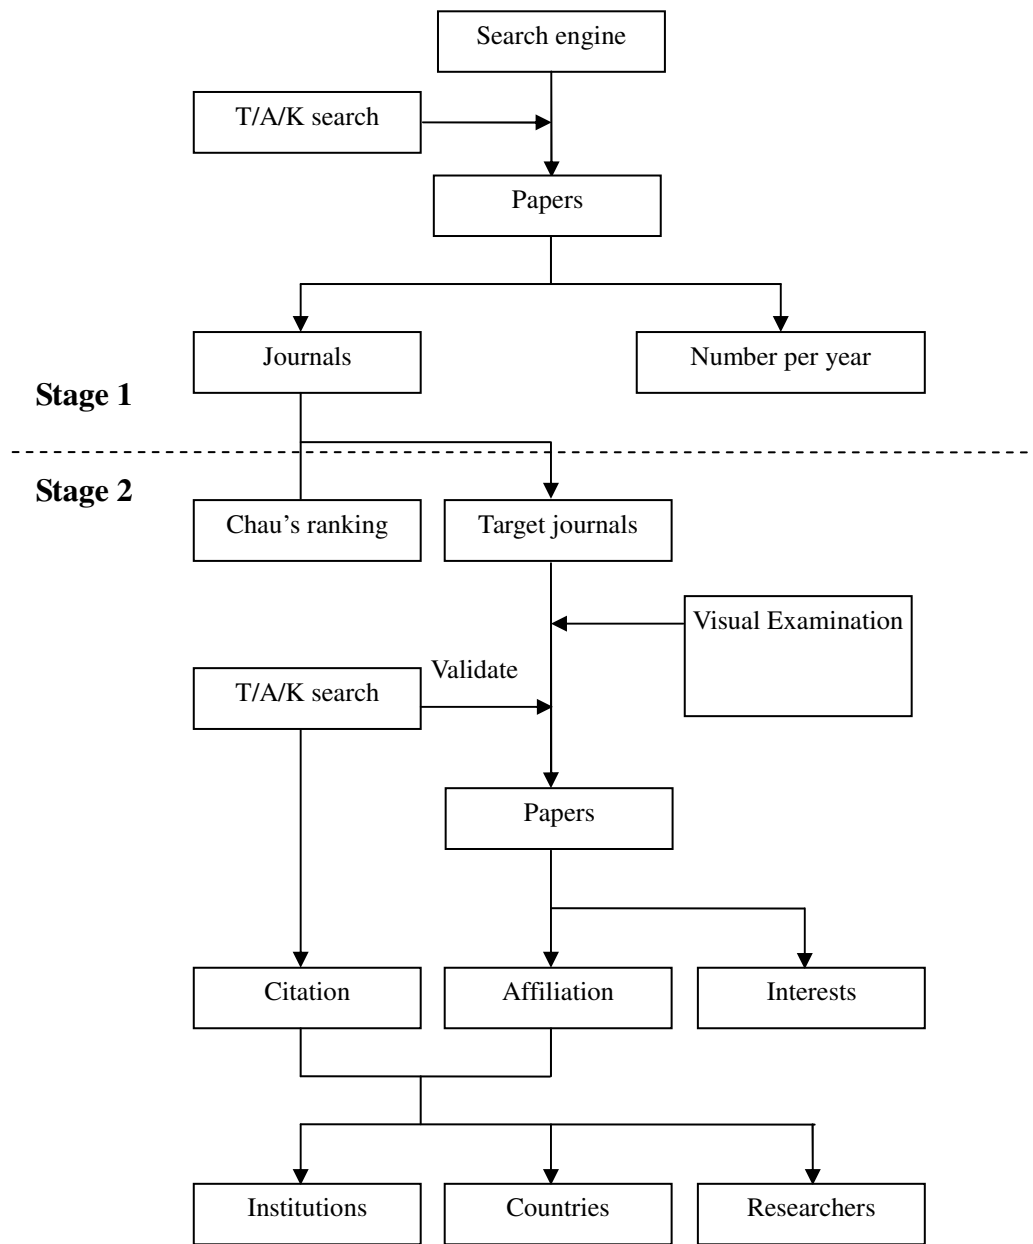 Search engine
T/A/K search
Papers
Journals
Number per year
Stage 1
Stage 2
Chau’s ranking
Target journals
Visual Examination
Validate
T/A/K search
Papers
Citation
Affiliation
Interests
Institutions
Countries
Researchers